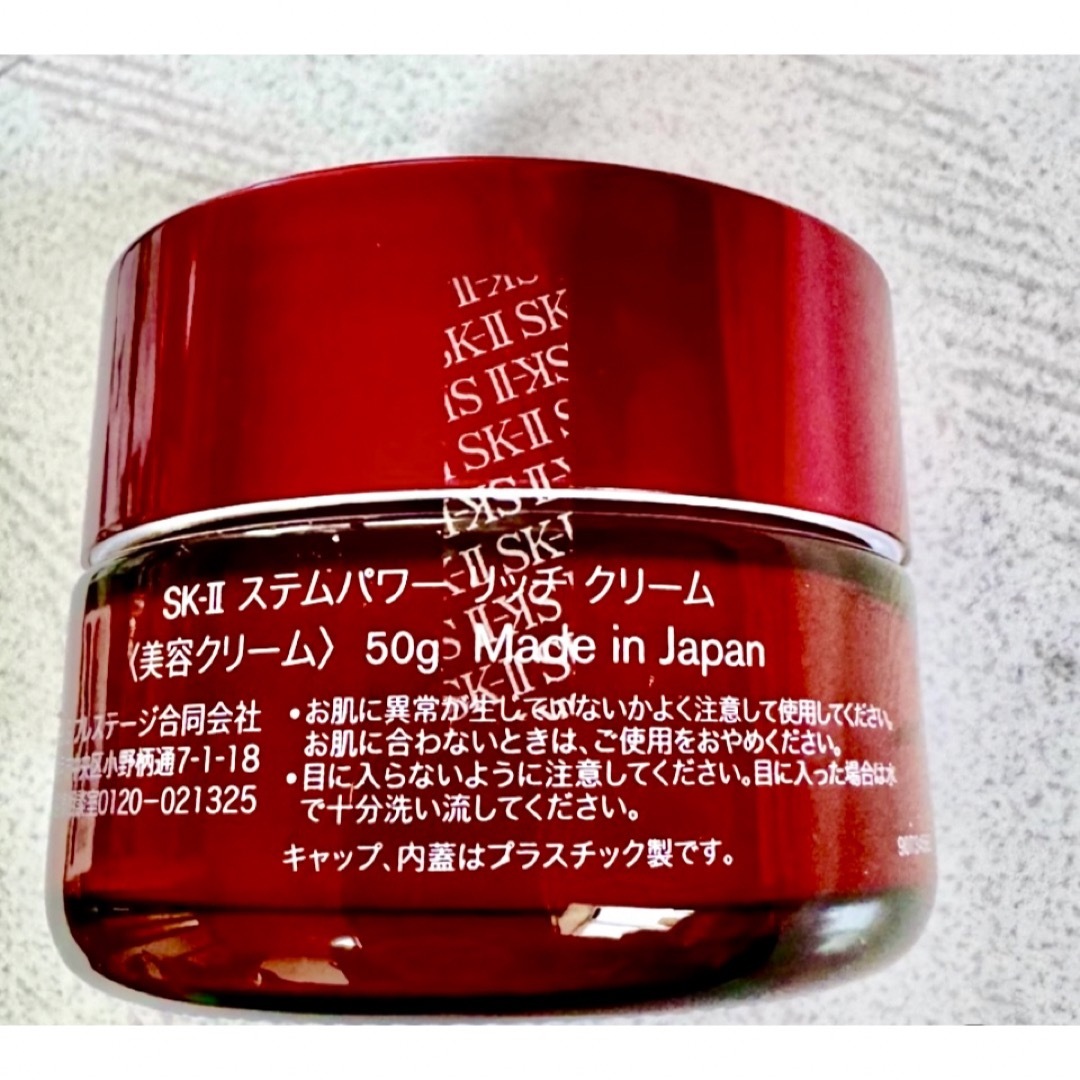 SK-II SK
SK-II
SK-II
SK-II
SK-II
SK-II ステムパワー リッチ クリーム
〈美容クリーム〉 50g Made in Japan
プレステージ合同会社
区小野柄通7-1-18
0120-021325
•お肌に異常が生じていないかよく注意して使用してください。
お肌に合わないときは、ご使用をおやめください。
•目に入らないように注意してください。目に入った場合は水
で十分洗い流してください。
キャップ、内蓋はプラスチック製です。